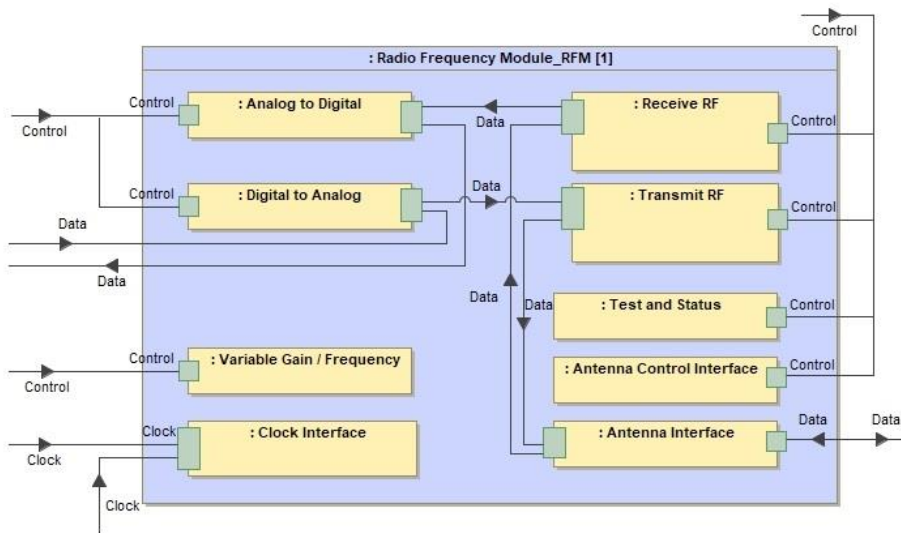 Control
: Radio Frequency Module_RFM [1]
Control
Control
: Analog to Digital
Data
: Receive RF
Control
Control
: Digital to Analog
Data
: Transmit RF
Control
Data
Data
Data
Data
: Test and Status
Control
Control
Control
: Variable Gain / Frequency
: Antenna Control Interface
Control
Clock
Clock
: Clock Interface
: Antenna Interface
Data
Data
Clock